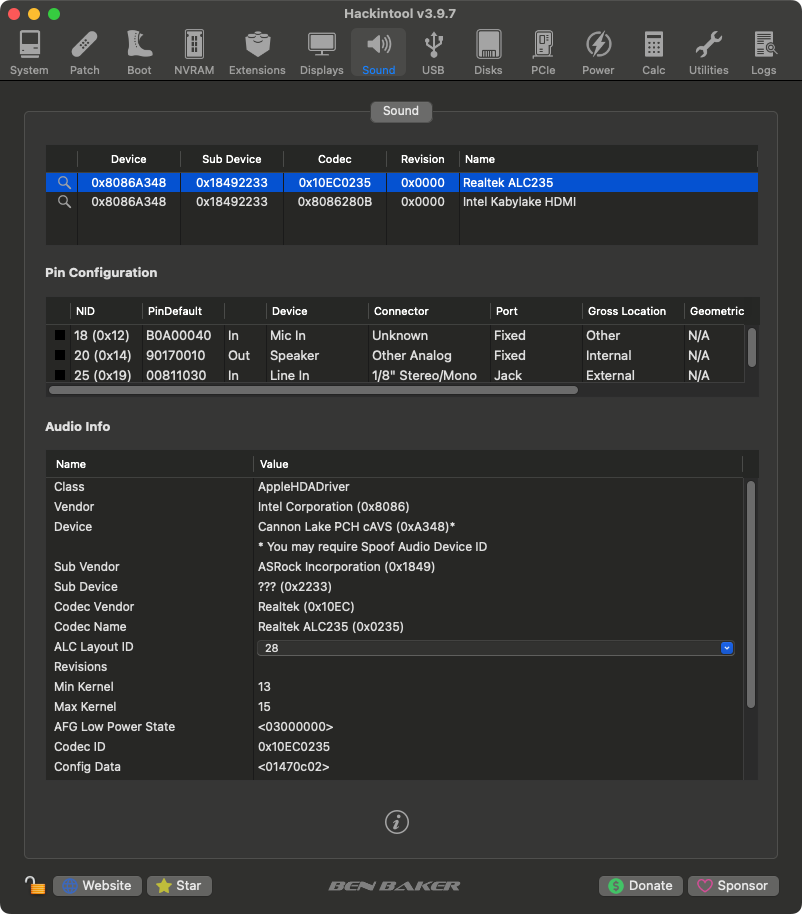 Hackintool v3.9.7
System Patch Boot NVRAM Extensions Displays Sound USB Disks PCIe Power Calc Utilities Logs
Sound
Device Sub Device Codec Revision Name
0x8086A348 0x18492233 0x10EC0235 0x0000 Realtek ALC235
0x8086A348 0x18492233 0x8086280B 0x0000 Intel Kabylake HDMI
Pin Configuration
NID PinDefault Device Connector Port Gross Location Geometric
18 (0x12) B0A00040 In Mic In Unknown Fixed Other N/A
20 (0x14) 90170010 Out Speaker Other Analog Fixed Internal N/A
25 (0x19) 00811030 In Line In 1/8" Stereo/Mono Jack External N/A
Audio Info
Name Value
Class AppleHDADriver
Vendor Intel Corporation (0x8086)
Device Cannon Lake PCH cAVS (0xA348)*
* You may require Spoof Audio Device ID
Sub Vendor ASRock Incorporation (0x1849)
Sub Device ??? (0x2233)
Codec Vendor Realtek (0x10EC)
Codec Name Realtek ALC235 (0x0235)
ALC Layout ID 28
Revisions
Min Kernel 13
Max Kernel 15
AFG Low Power State <03000000>
Codec ID 0x10EC0235
Config Data <01470c02>
Website Star BEN BAKER Donate Sponsor